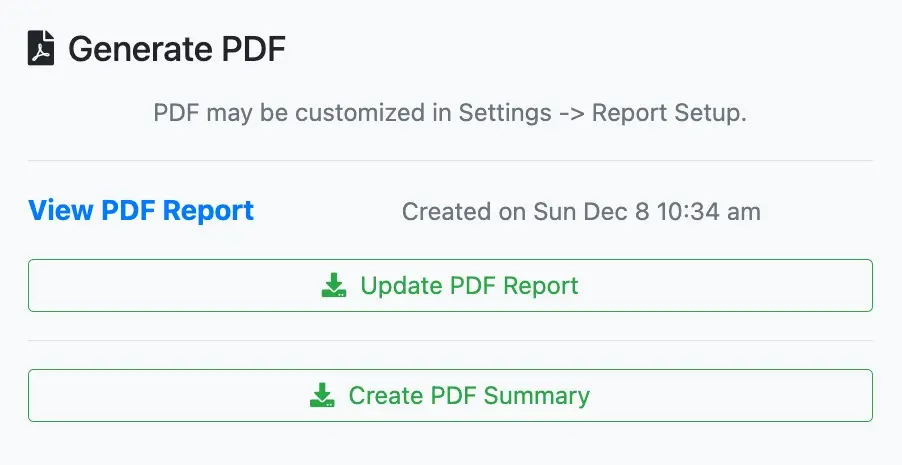 Generate PDF
PDF may be customized in Settings -> Report Setup.
View PDF Report
Created on Sun Dec 8 10:34 am
Update PDF Report
Create PDF Summary